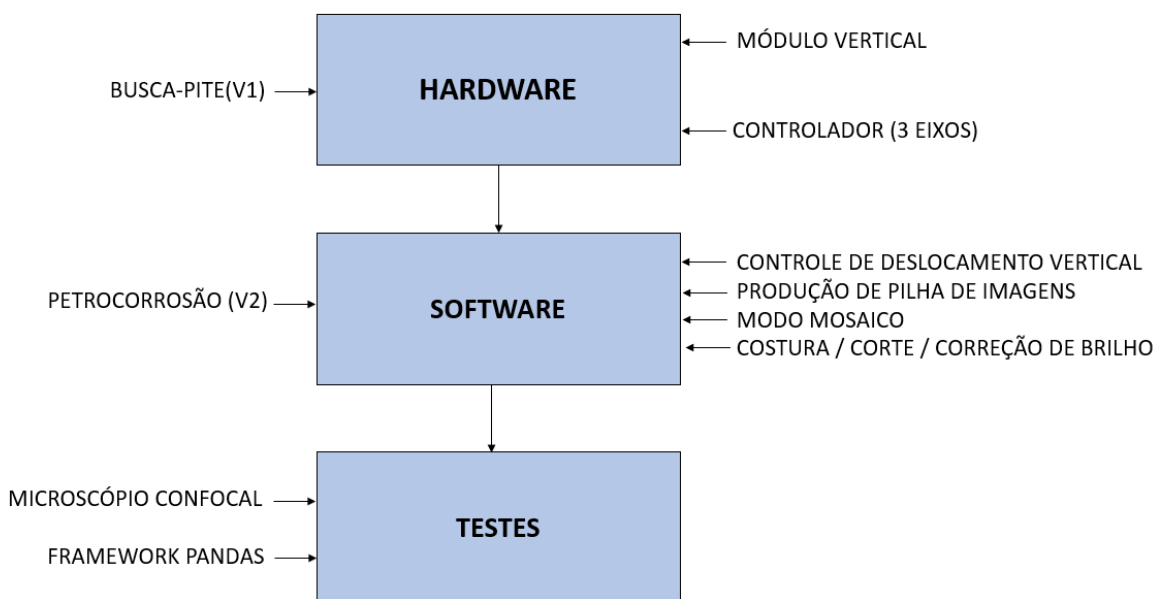 MÓDULO VERTICAL
BUSCA-PITE(V1)
HARDWARE
CONTROLADOR (3 EIXOS)
CONTROLE DE DESLOCAMENTO VERTICAL
PRODUÇÃO DE PILHA DE IMAGENS
PETROCORROSÃO (V2)
SOFTWARE
MODO MOSAICO
COSTURA / CORTE / CORREÇÃO DE BRILHO
MICROSCÓPIO CONFOCAL
TESTES
FRAMEWORK PANDAS